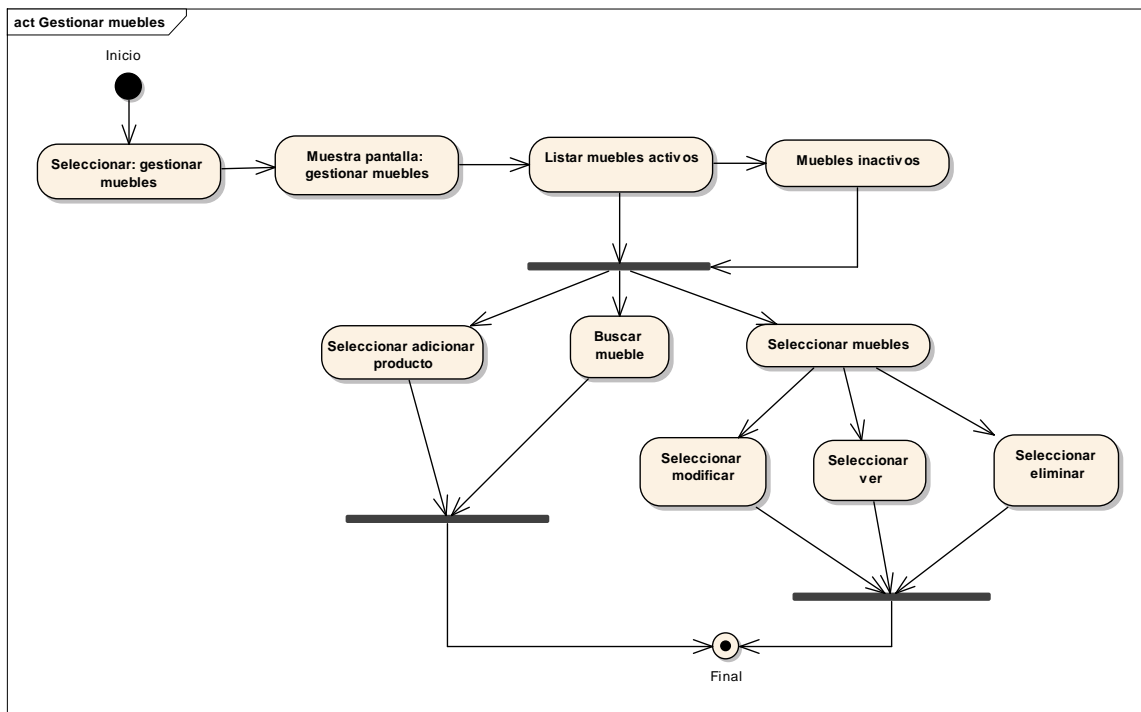 act Gestionar muebles
Inicio
Seleccionar: gestionar
muebles
Muestra pantalla:
gestionar muebles
Listar muebles activos
Muebles inactivos
Seleccionar adicionar
producto
Buscar
mueble
Seleccionar muebles
Seleccionar
modificar
Seleccionar
ver
Seleccionar
eliminar
Final